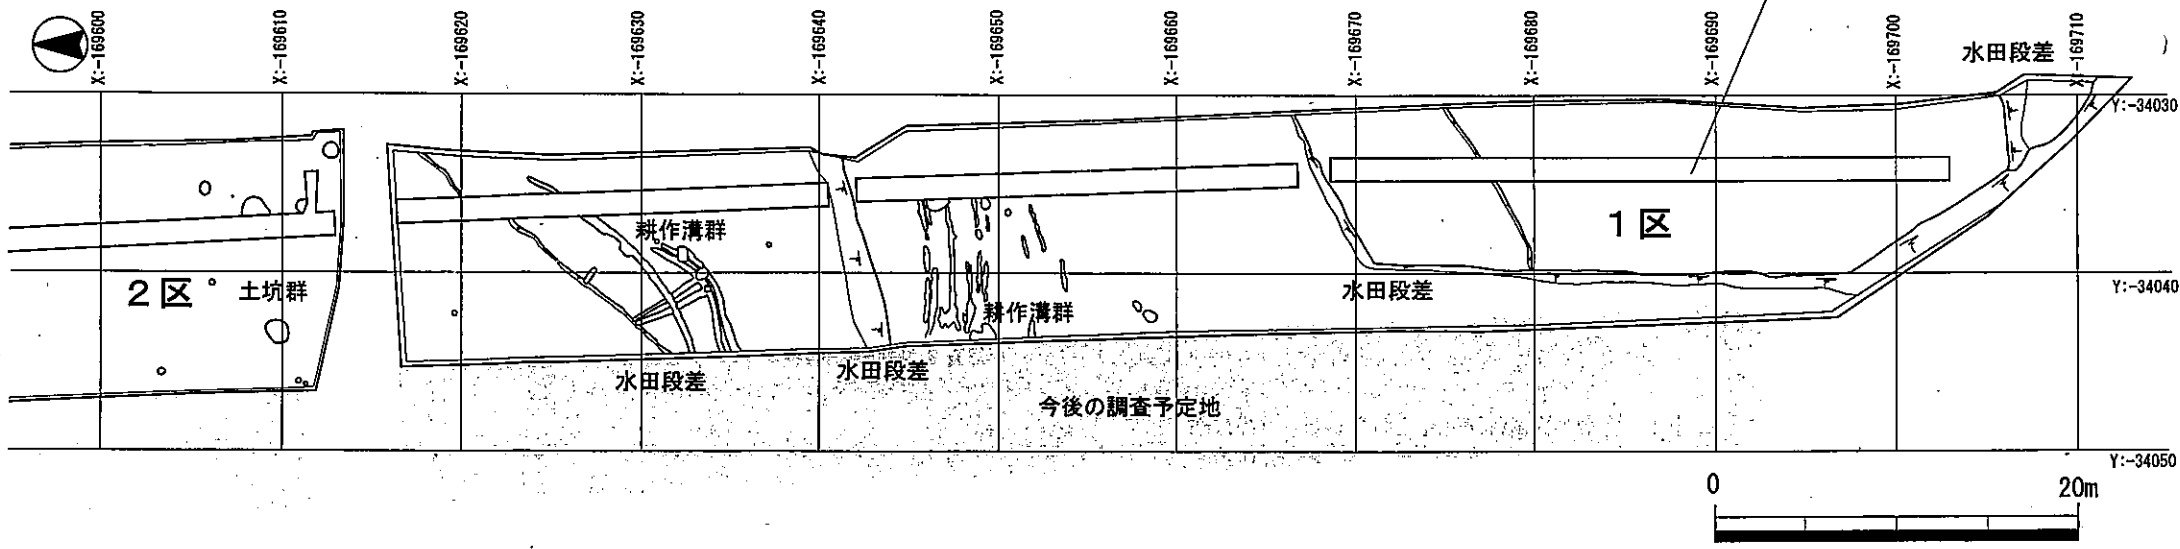 X:-169600
X:-169610
X:-169620
X:-169630
X:-169640
X:-169650
X:-169660
X:-169670
X:-169680
X:-169690
X:-169700
X:-169710
水田段差
Y:-34030
耕作溝群
1区
2区
土坑群
水田段差
Y:-34040
耕作溝群
水田段差
水田段差
今後の調査予定地
Y:-34050
0
20m